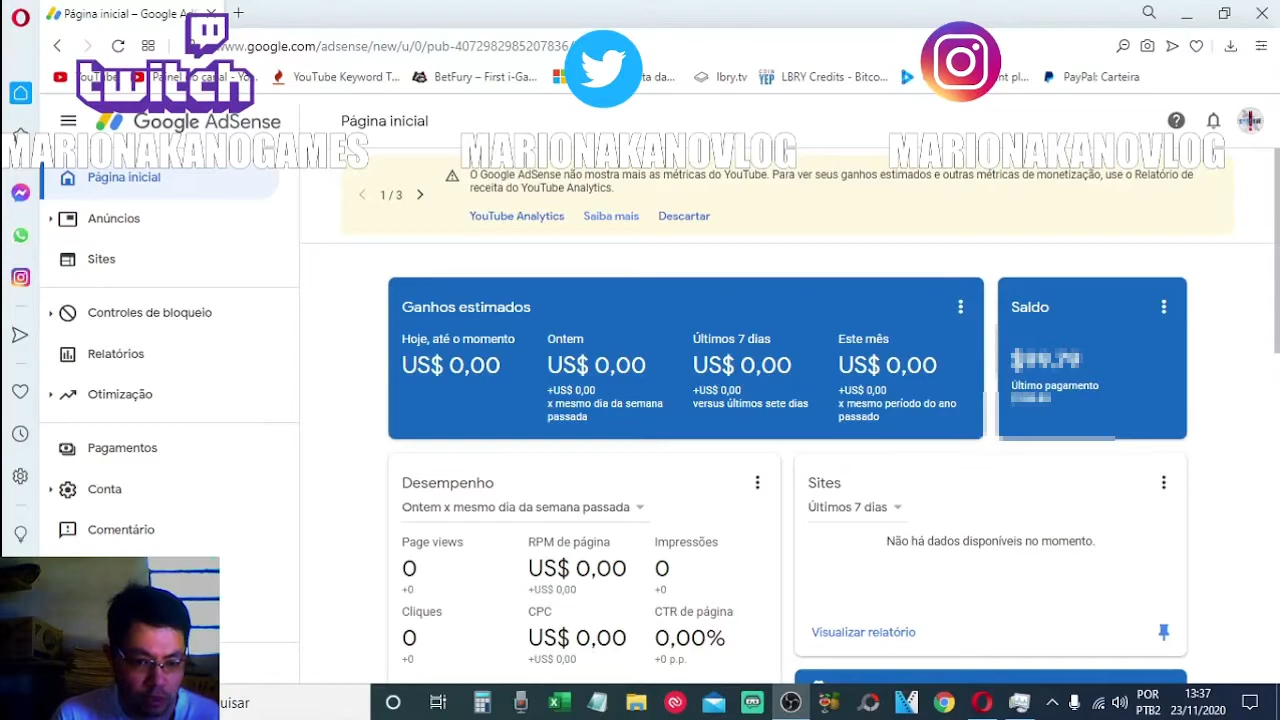 Página inicial – Google Ad
www.google.com/adsense/new/u/0/pub-4072982985207836/
YouTube
Painel do canal - Yo...
YouTube Keyword T...
BetFury – First i-Ga...
da...
lbry.tv
LBRY Credits - Bitco...
pl...
PayPal: Carteira
twitch
MARIONAKANOGAMES
MARIONAKANOVLOG
MARIONAKANOVLOG
Google AdSense
Página inicial
Página inicial
Anúncios
Sites
Controles de bloqueio
Relatórios
Otimização
Pagamentos
Conta
Comentário
1 / 3
O Google AdSense não mostra mais as métricas do YouTube. Para ver seus ganhos estimados e outras métricas de monetização, use o Relatório de
receita do YouTube Analytics.
YouTube Analytics
Saiba mais
Descartar
Ganhos estimados
Hoje, até o momento
US$ 0,00
Ontem
US$ 0,00
+US$ 0,00
x mesmo dia da semana
passada
Últimos 7 dias
US$ 0,00
+US$ 0,00
versus últimos sete dias
Este mês
US$ 0,00
+US$ 0,00
x mesmo período do ano
passado
Saldo
Último pagamento
Desempenho
Ontem x mesmo dia da semana passada
Page views
0
+0
RPM de página
US$ 0,00
+US$ 0,00
Impressões
0
+0
Cliques
0
+0
CPC
US$ 0,00
+US$ 0,00
CTR de página
0,00%
+0 p.p.
Sites
Últimos 7 dias
Não há dados disponíveis no momento.
Visualizar relatório
uisar
POR
PTB2
13:37
23/11/2020